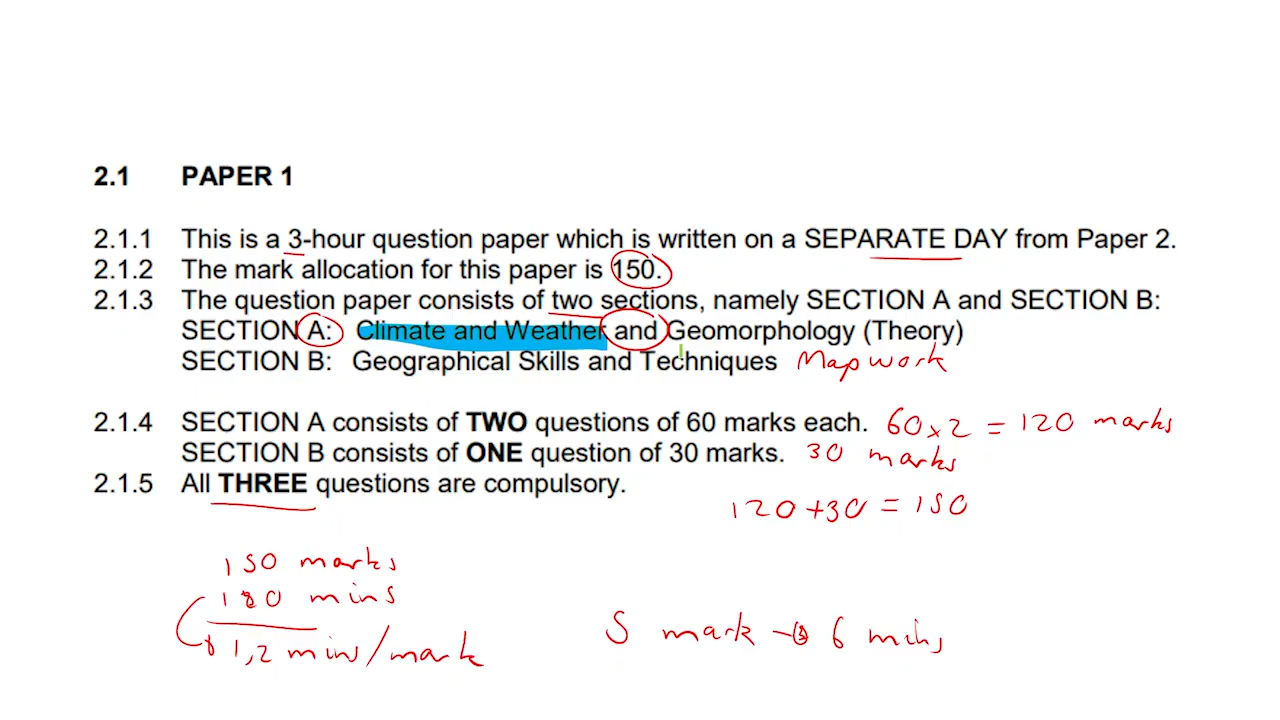 2.1 PAPER 1
2.1.1 This is a 3-hour question paper which is written on a SEPARATE DAY from Paper 2.
2.1.2 The mark allocation for this paper is 150.
2.1.3 The question paper consists of two sections, namely SECTION A and SECTION B:
SECTION A: Climate and Weather and Geomorphology (Theory)
SECTION B: Geographical Skills and Techniques Mapwork
2.1.4 SECTION A consists of TWO questions of 60 marks each. 60 x 2 = 120 marks
SECTION B consists of ONE question of 30 marks. 30 marks
2.1.5 All THREE questions are compulsory.
120 + 30 = 150
150 marks
180 mins
1,2 mins/mark
5 mark → 6 mins